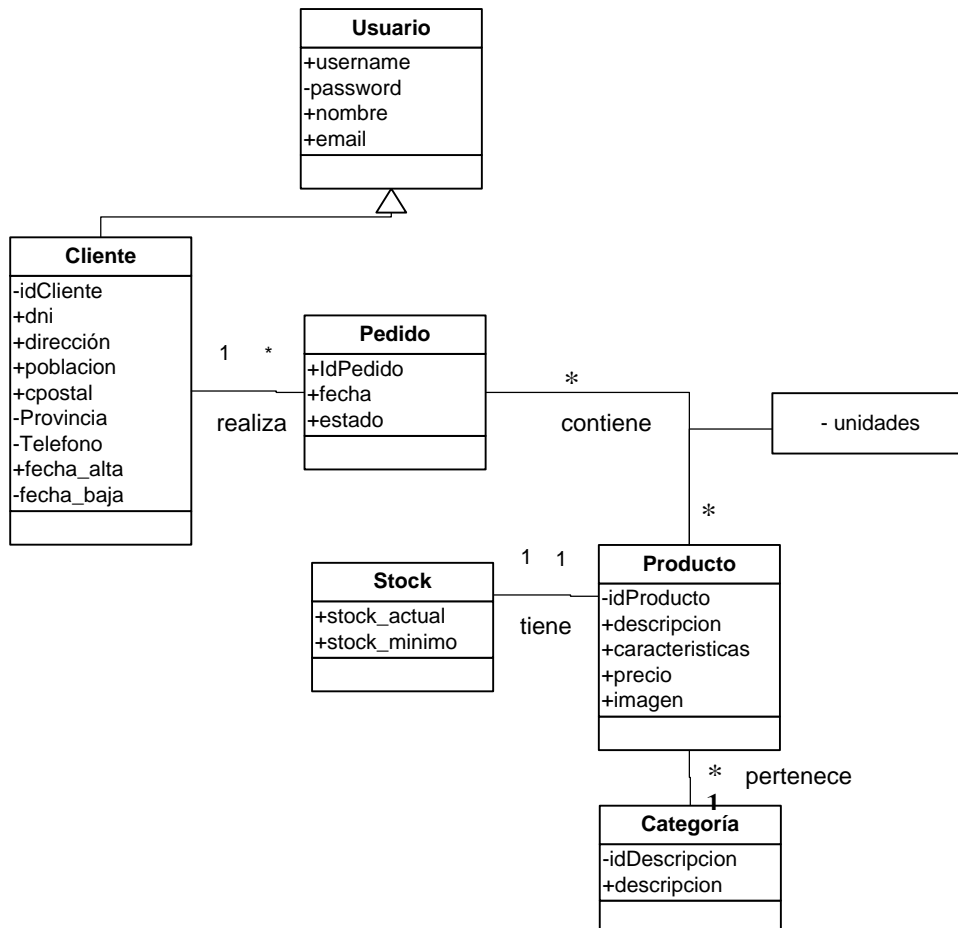 Usuario
+username
-password
+nombre
+email
Cliente
-idCliente
+dni
+dirección
+poblacion
+cpostal
-Provincia
-Telefono
+fecha_alta
-fecha_baja
1 *
realiza
Pedido
+IdPedido
+fecha
+estado
*
contiene
- unidades
*
Stock
+stock_actual
+stock_minimo
1 1
tiene
Producto
-idProducto
+descripcion
+caracteristicas
+precio
+imagen
* pertenece
1
Categoría
-idDescripcion
+descripcion